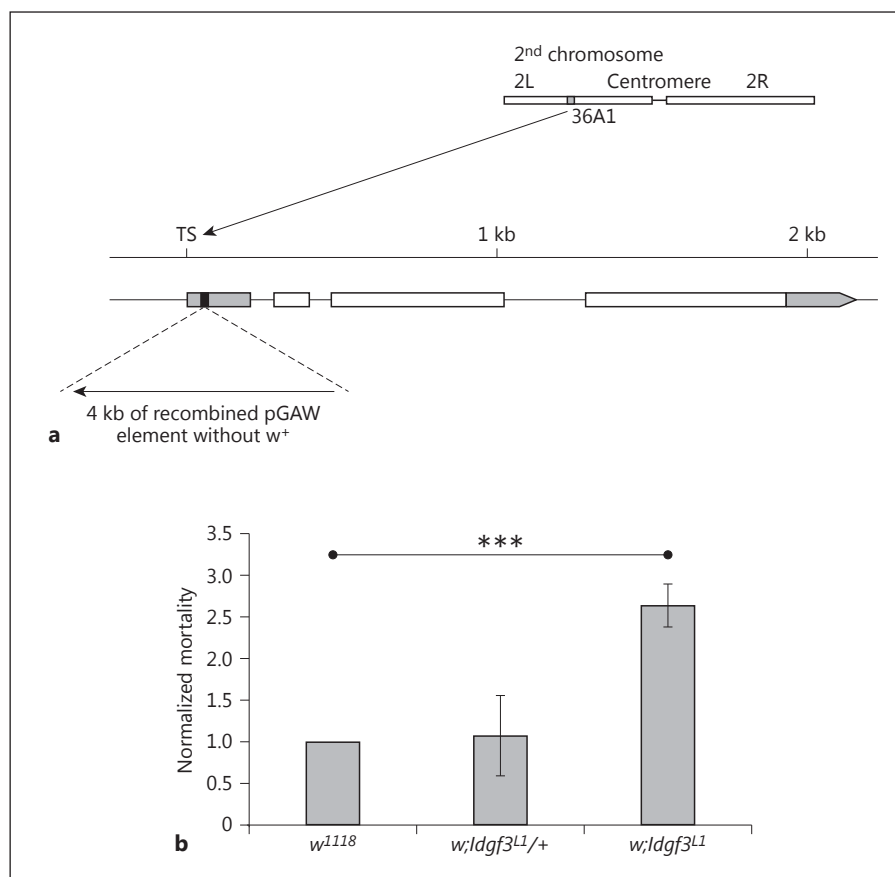 2nd chromosome
2L Centromere 2R
36A1
TS 1 kb 2 kb
4 kb of recombined pGAW
element without w+
a
3.5
***
3.0
2.5
2.0
1.5
1.0
0.5
0
Normalized mortality
b
w1118 w;Idgf3L1/+ w;Idgf3L1